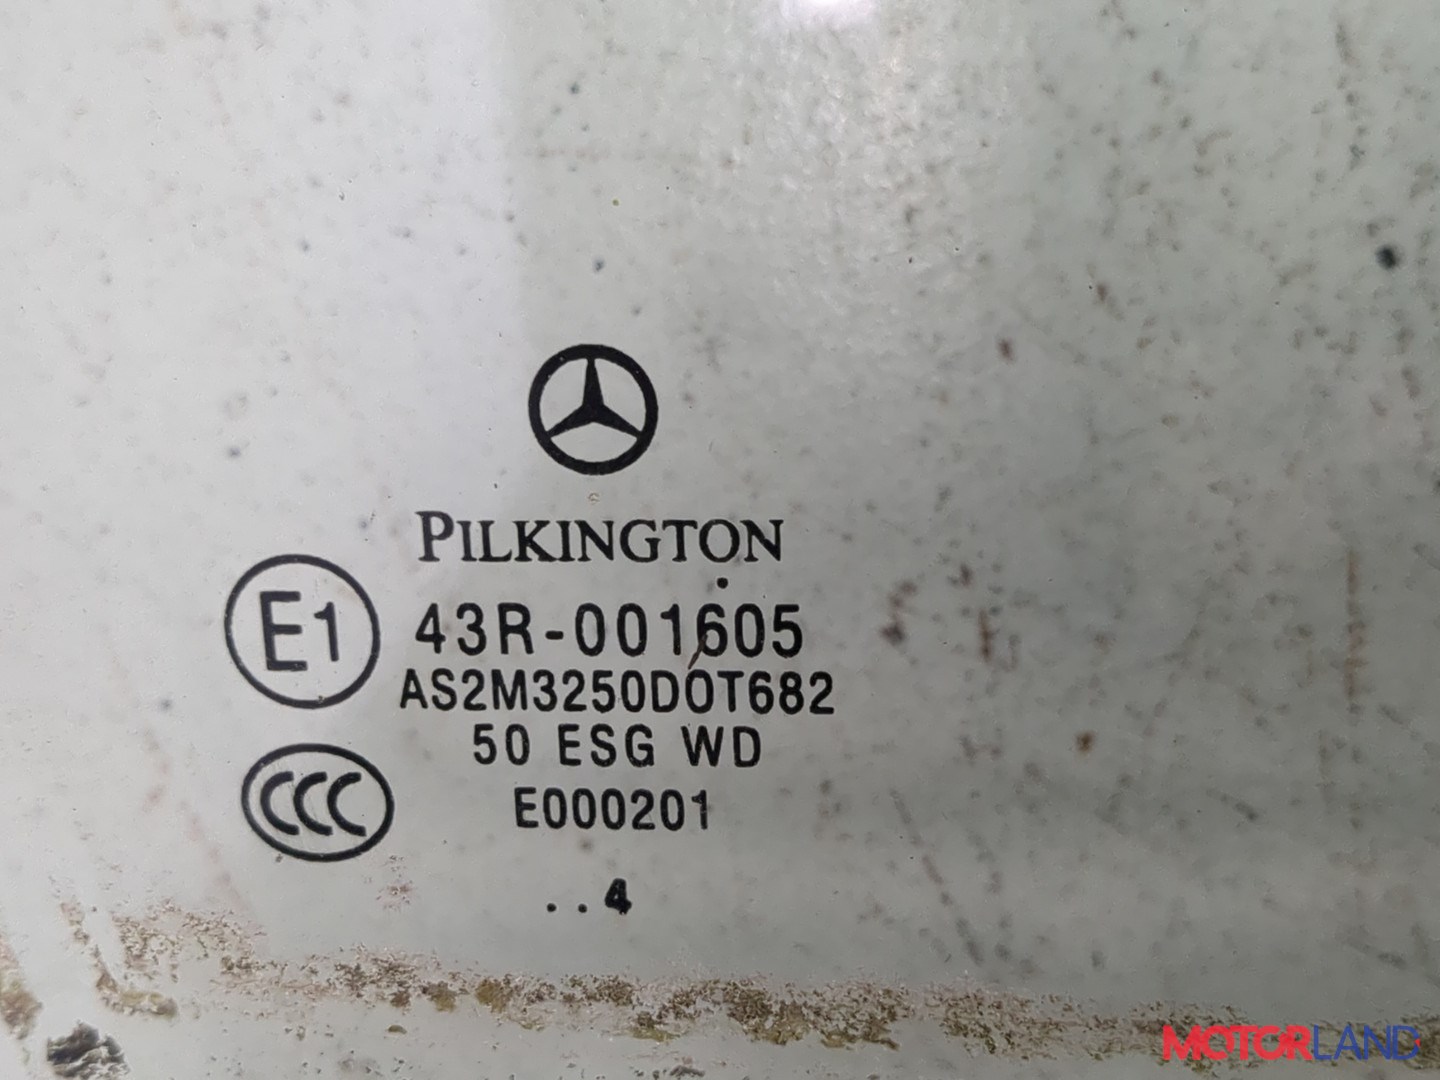 PILKINGTON
E1 43R-001605
AS2M3250DOT682
50 ESG WD
CCC E000201
..4
MOTORLAND